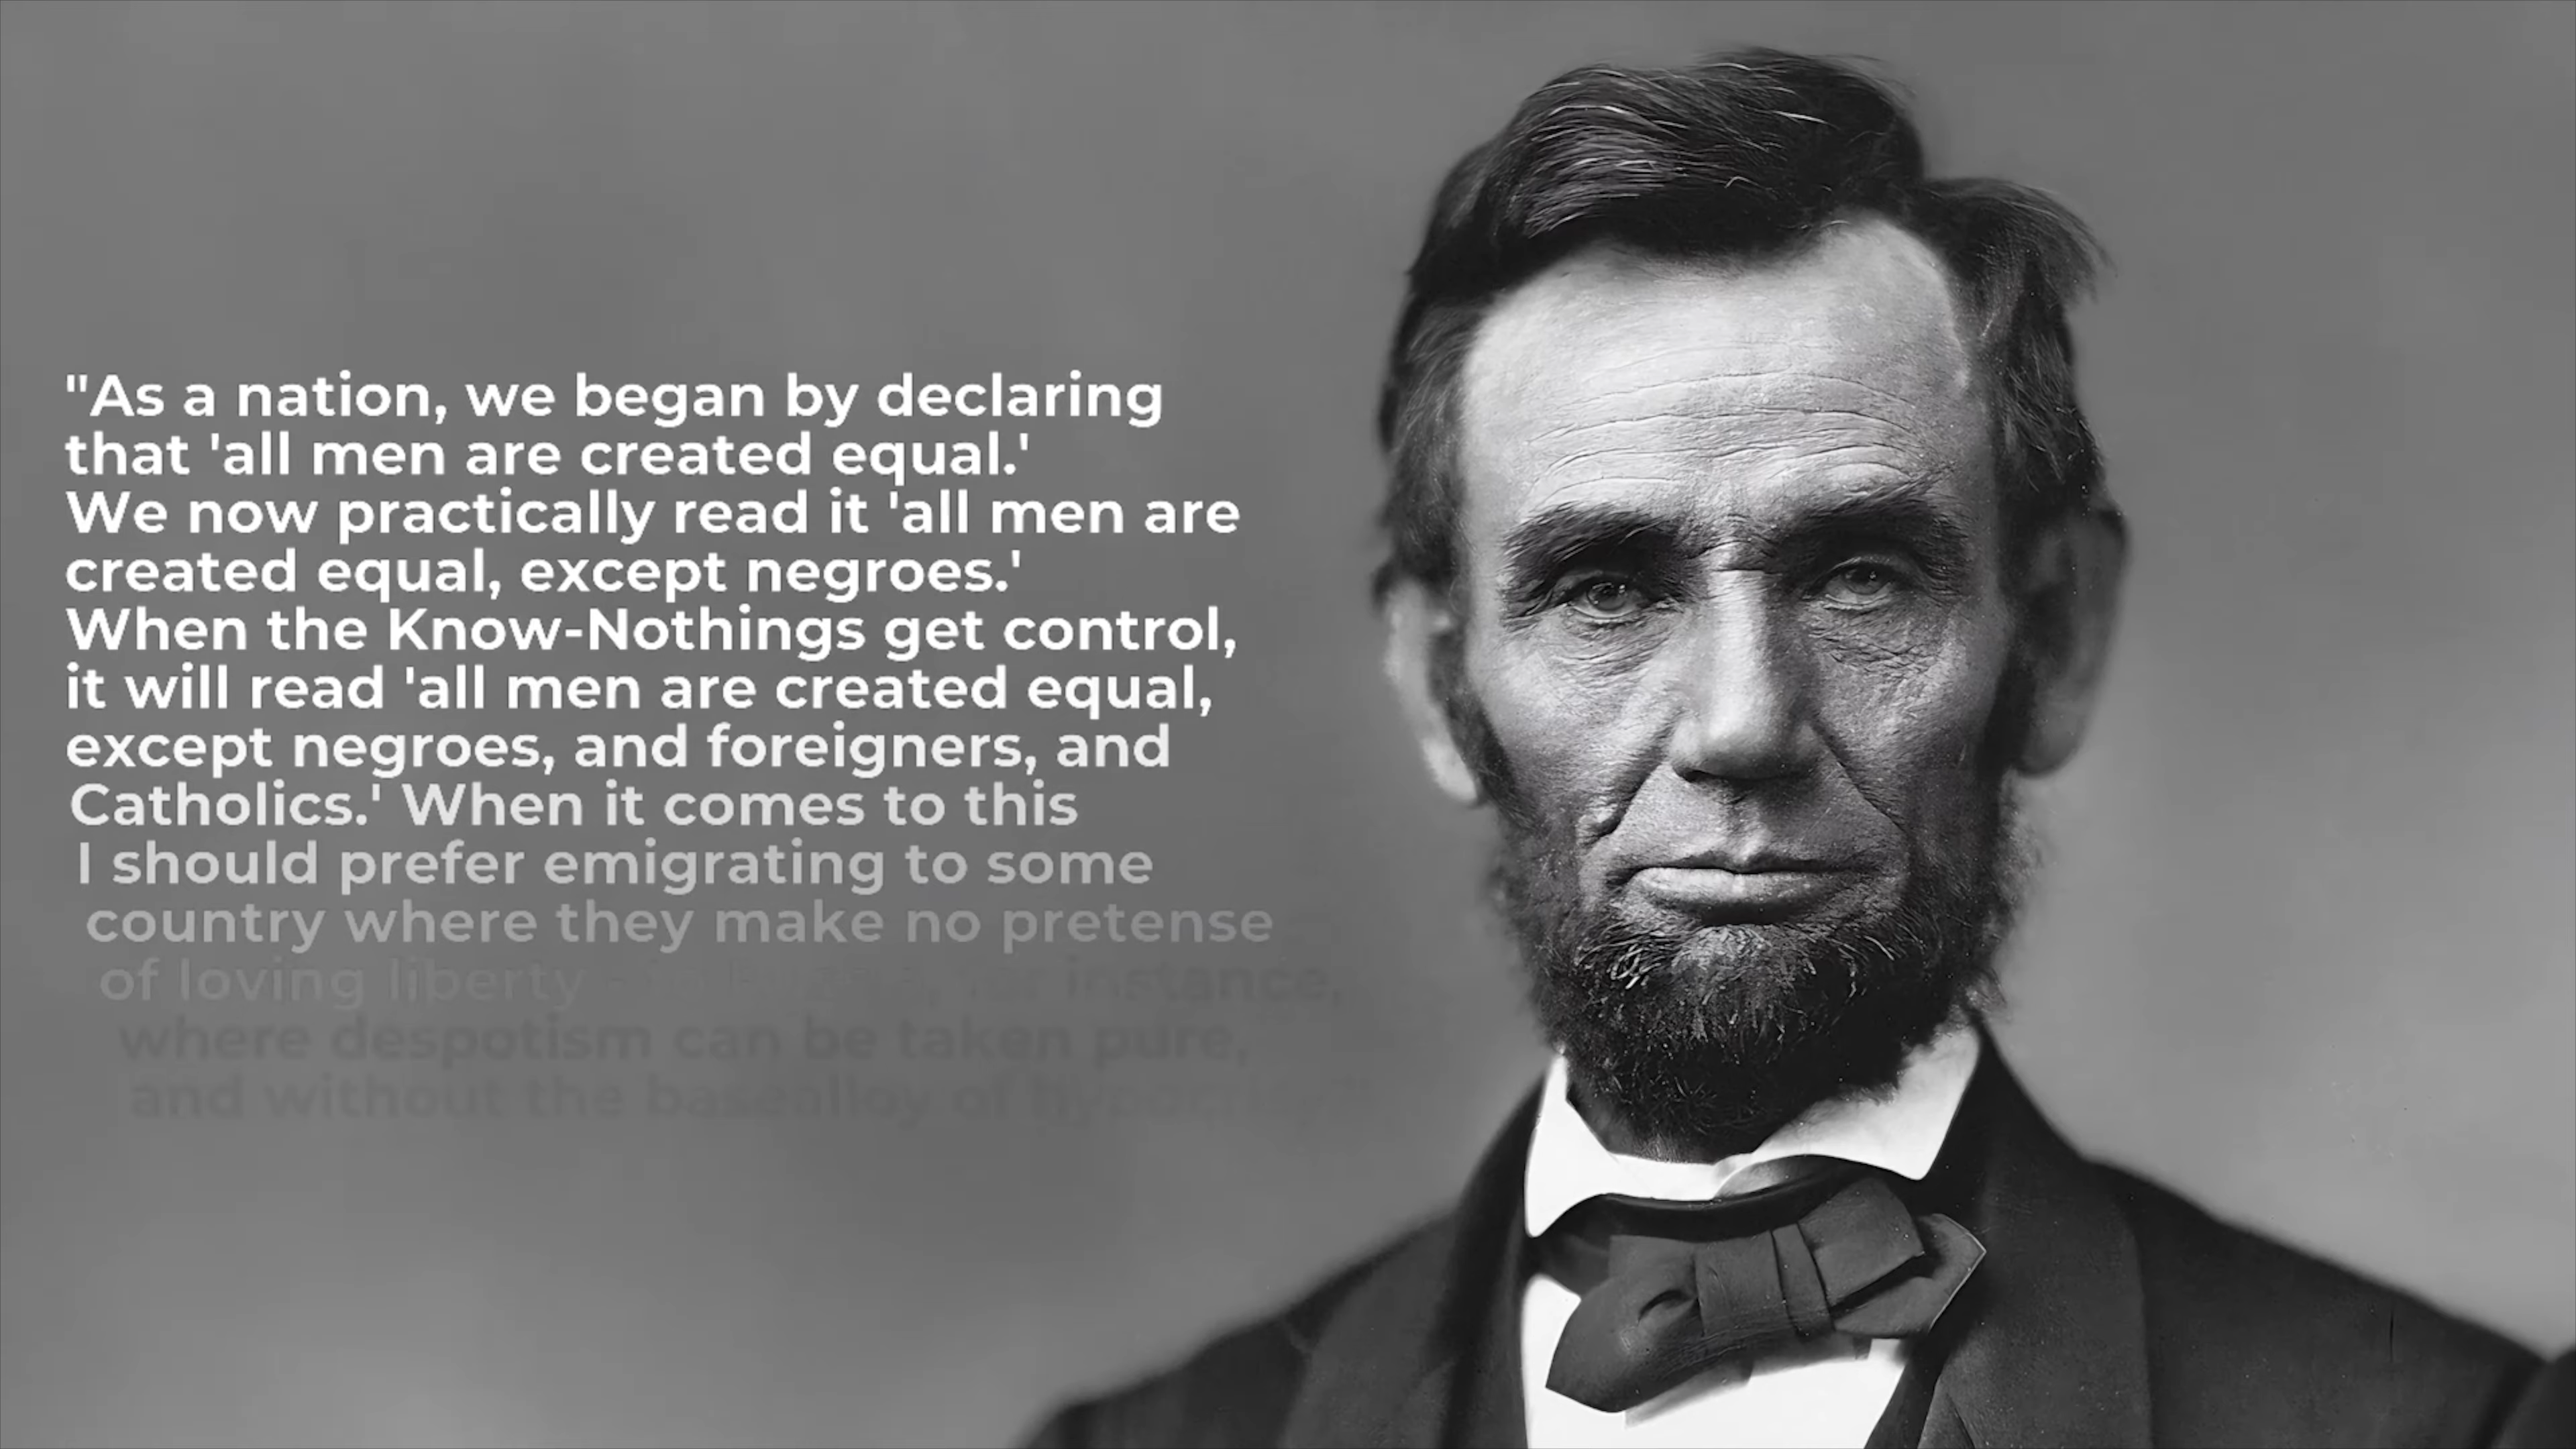 "As a nation, we began by declaring
that 'all men are created equal.'
We now practically read it 'all men are
created equal, except negroes.'
When the Know-Nothings get control,
it will read 'all men are created equal,
except negroes, and foreigners, and
Catholics.' When it comes to this
I should prefer emigrating to some
country where they make no pretense
of loving liberty - instance,
where despotism can be taken pure,
and without the basealloy of